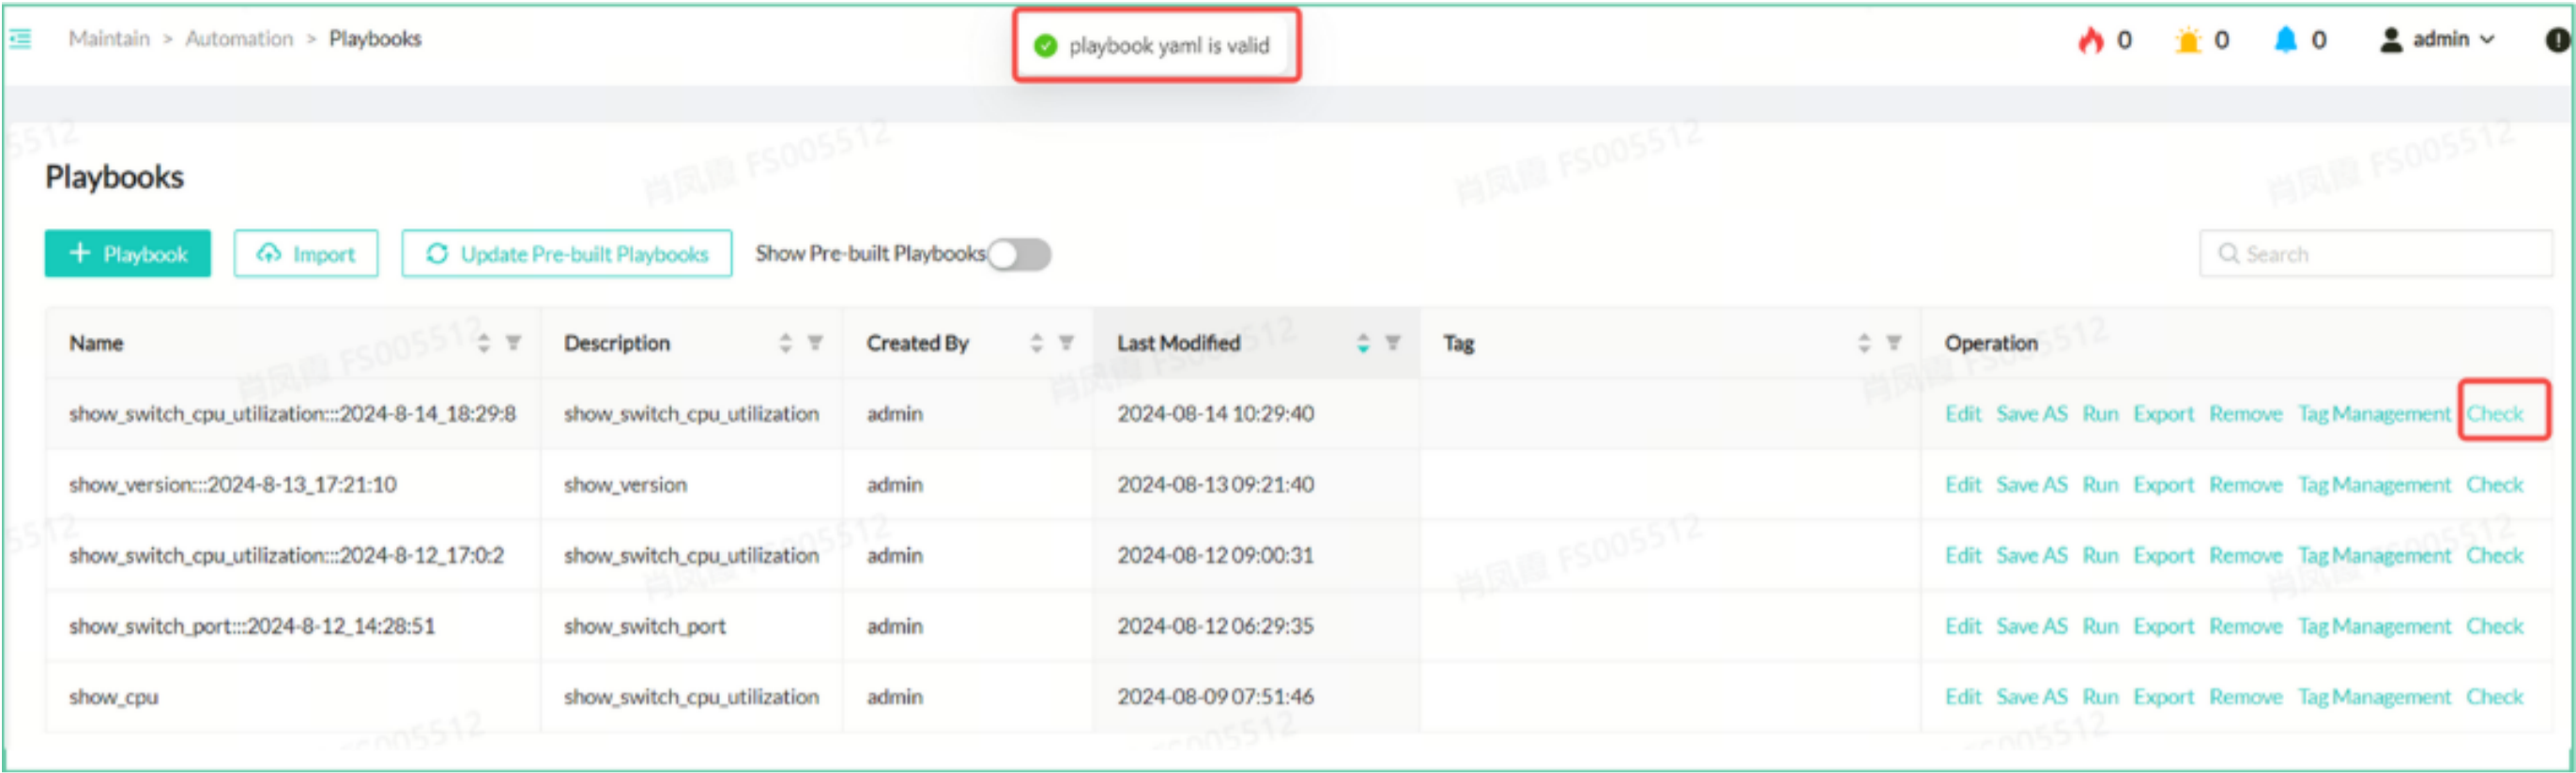 Maintain > Automation > Playbooks
playbook yaml is valid
0 0 0 admin
Playbooks
+ Playbook Import Update Pre-built Playbooks Show Pre-built Playbooks Search
Name Description Created By Last Modified Tag Operation
show_switch_cpu_utilization:::2024-8-14_18:29:8 show_switch_cpu_utilization admin 2024-08-14 10:29:40 Edit Save AS Run Export Remove Tag Management Check
show_version:::2024-8-13_17:21:10 show_version admin 2024-08-13 09:21:40 Edit Save AS Run Export Remove Tag Management Check
show_switch_cpu_utilization:::2024-8-12_17:0:2 show_switch_cpu_utilization admin 2024-08-12 09:00:31 Edit Save AS Run Export Remove Tag Management Check
show_switch_port:::2024-8-12_14:28:51 show_switch_port admin 2024-08-12 06:29:35 Edit Save AS Run Export Remove Tag Management Check
show_cpu show_switch_cpu_utilization admin 2024-08-09 07:51:46 Edit Save AS Run Export Remove Tag Management Check
肖凤霞 FS005512